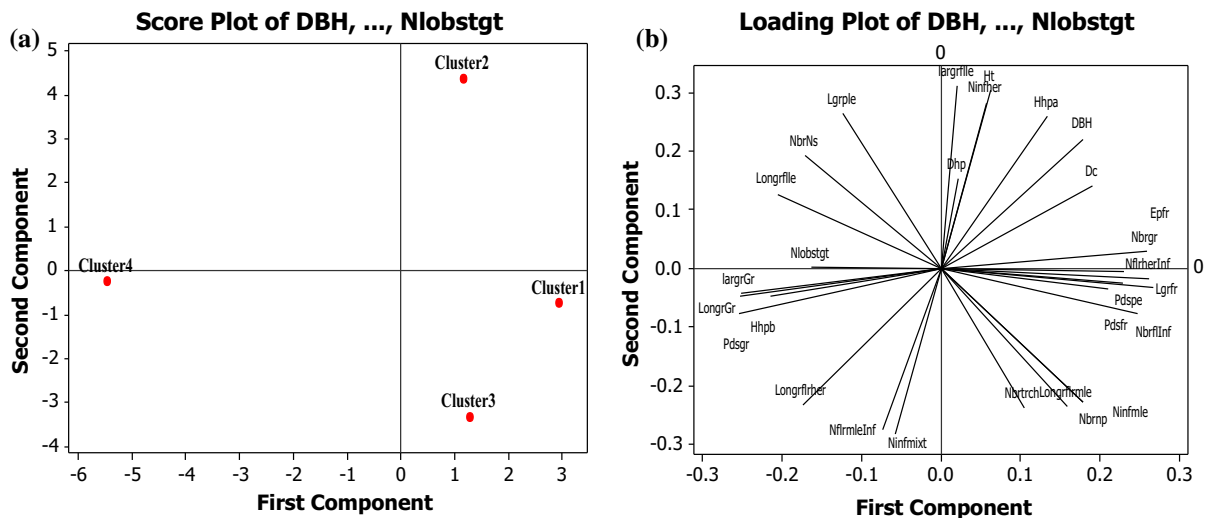 (a)
Score Plot of DBH, ..., Nlobstgt
5
4
3
2
1
0
-1
-2
-3
-4
Second Component
Cluster2
Cluster4
Cluster1
Cluster3
-6 -5 -4 -3 -2 -1 0 1 2 3
First Component
(b)
Loading Plot of DBH, ..., Nlobstgt
0
0.3
0.2
0.1
0.0
-0.1
-0.2
-0.3
Second Component
largrflle
Ht
Ninfher
Lgrple
Hhpa
DBH
NbrNs
Dhp
Dc
Longrflle
Epfr
Nbrgr
Nlobstgt
NflrherInf
0
largrGr
Lgrfr
LongrGr
Pdspe
Hhpb
Pdsfr
NbrflInf
Pdsgr
Longrflrher
Nbrtrch
Longrflrmle
Ninfmle
Nbrnp
NflrmleInf
Ninfmixt
-0.3 -0.2 -0.1 0.0 0.1 0.2 0.3
First Component